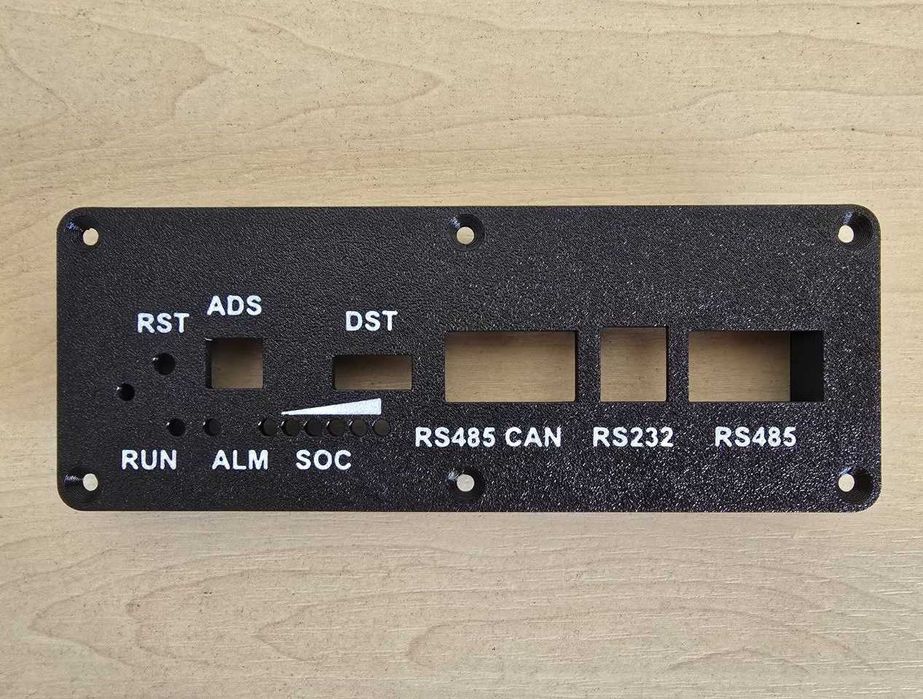 ADS
RST
DST
RS485 CAN
RS232
RS485
RUN
ALM
SOC